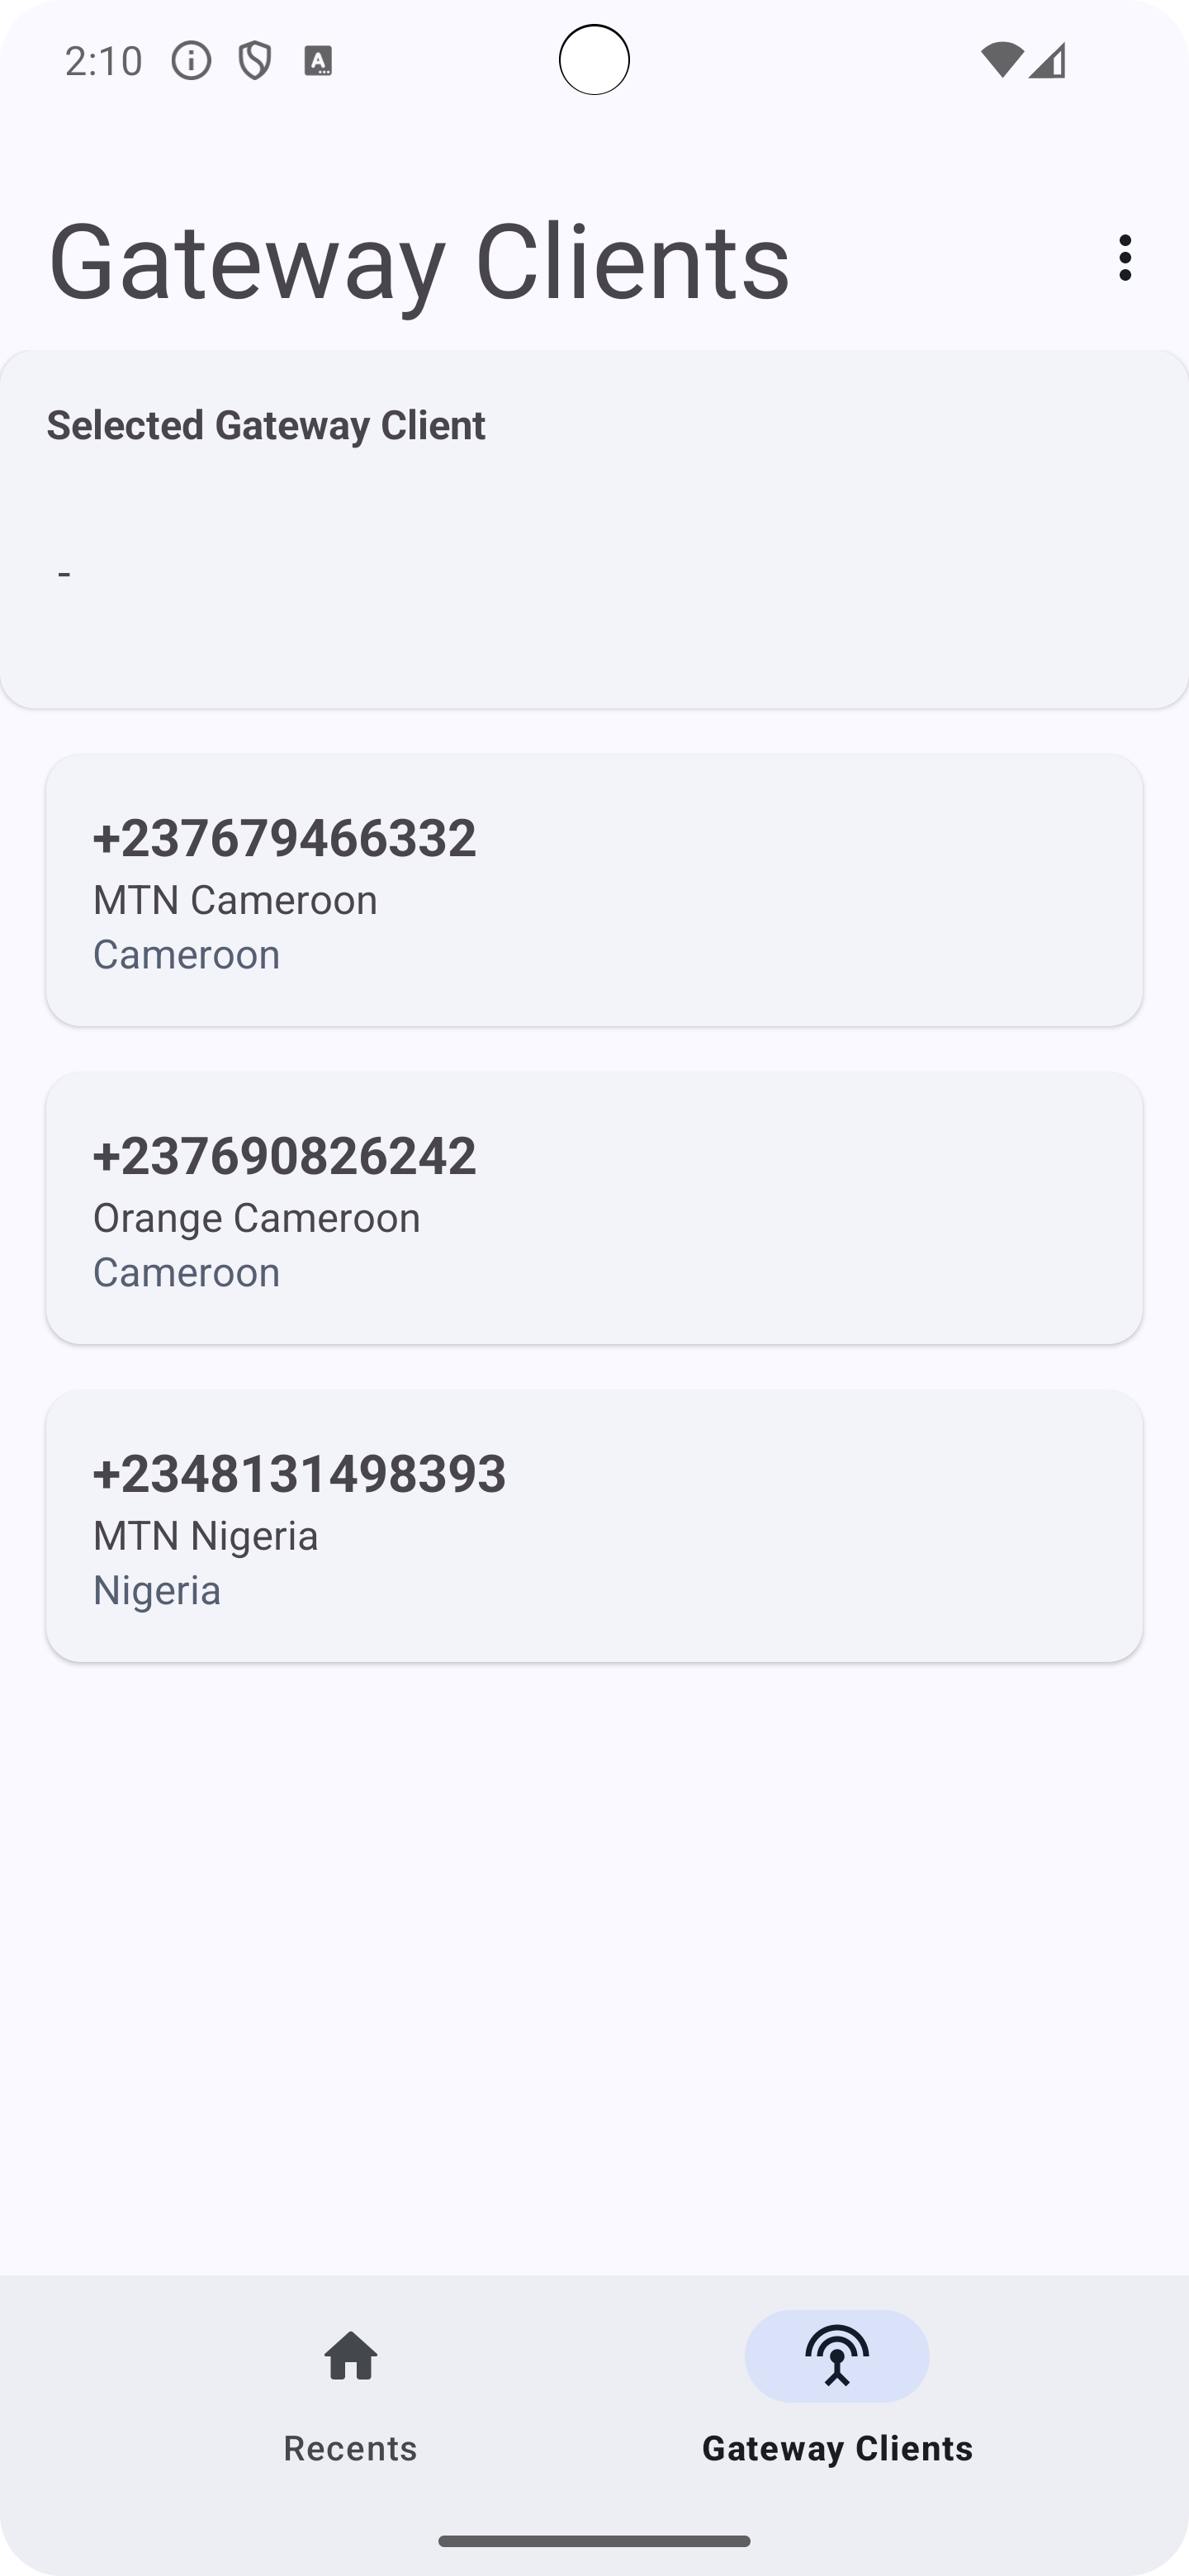 2:10
Gateway Clients
Selected Gateway Client
-
+237679466332
MTN Cameroon
Cameroon
+237690826242
Orange Cameroon
Cameroon
+2348131498393
MTN Nigeria
Nigeria
Recents
Gateway Clients